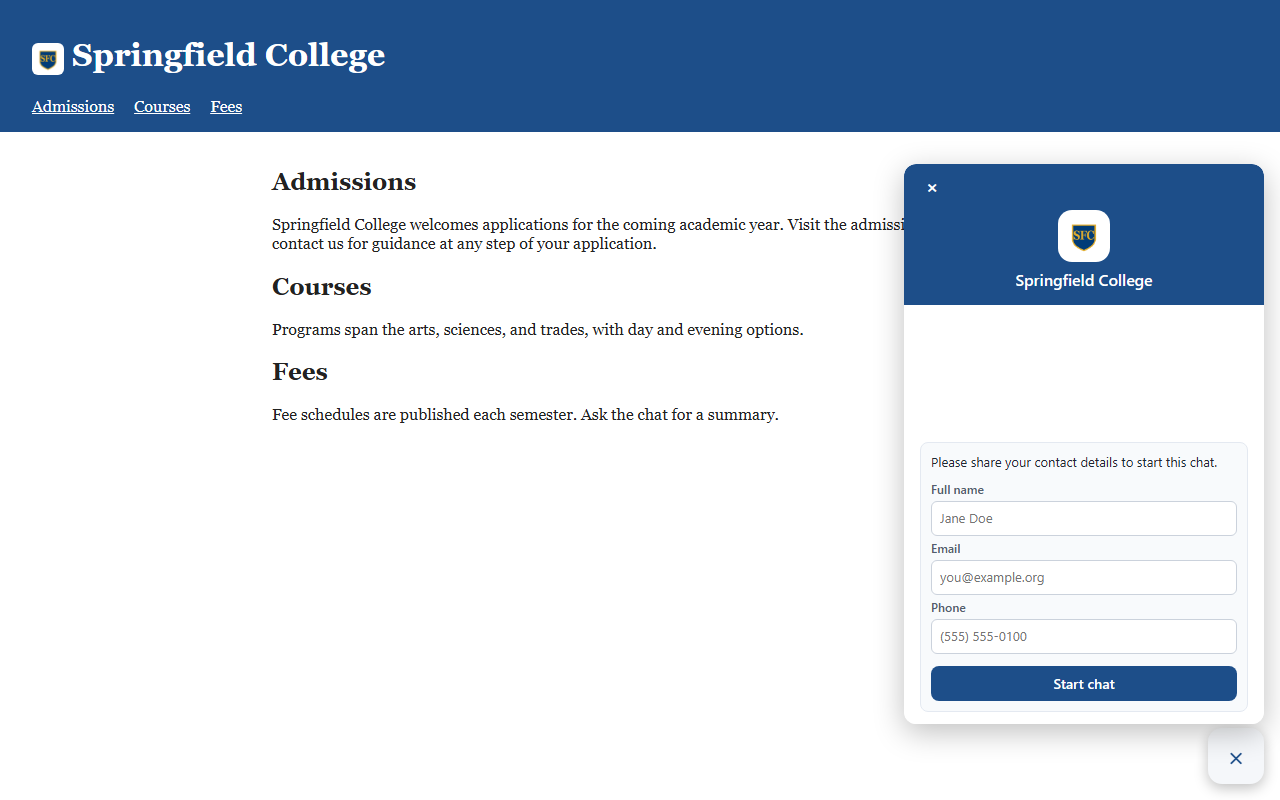 SFC Springfield College
Admissions Courses Fees
Admissions
Springfield College welcomes applications for the coming academic year. Visit the
contact us for guidance at any step of your application.
Courses
Programs span the arts, sciences, and trades, with day and evening options.
Fees
Fee schedules are published each semester. Ask the chat for a summary.
×
SFC
Springfield College
Please share your contact details to start this chat.
Full name
Jane Doe
Email
you@example.org
Phone
(555) 555-0100
Start chat
×